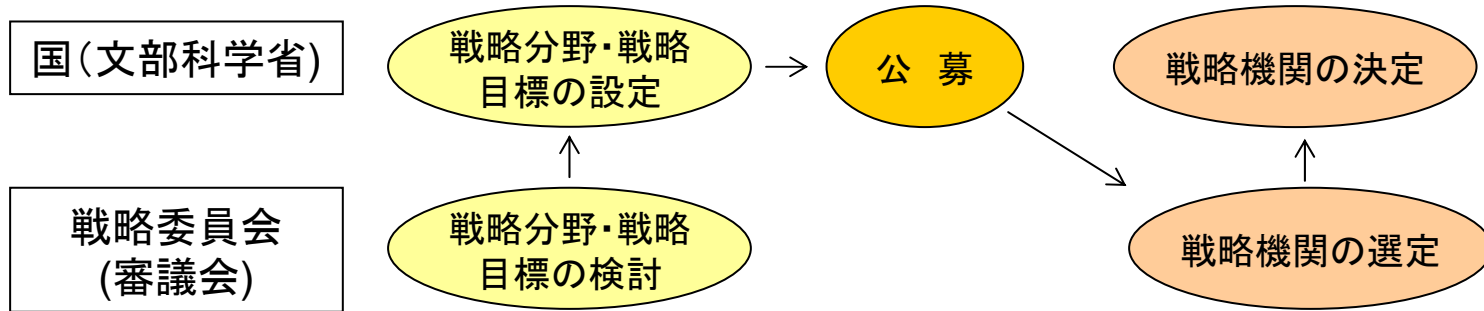 国(文部科学省)
戦略分野・戦略
目標の設定
公 募
戦略機関の決定
戦略委員会
(審議会)
戦略分野・戦略
目標の検討
戦略機関の選定